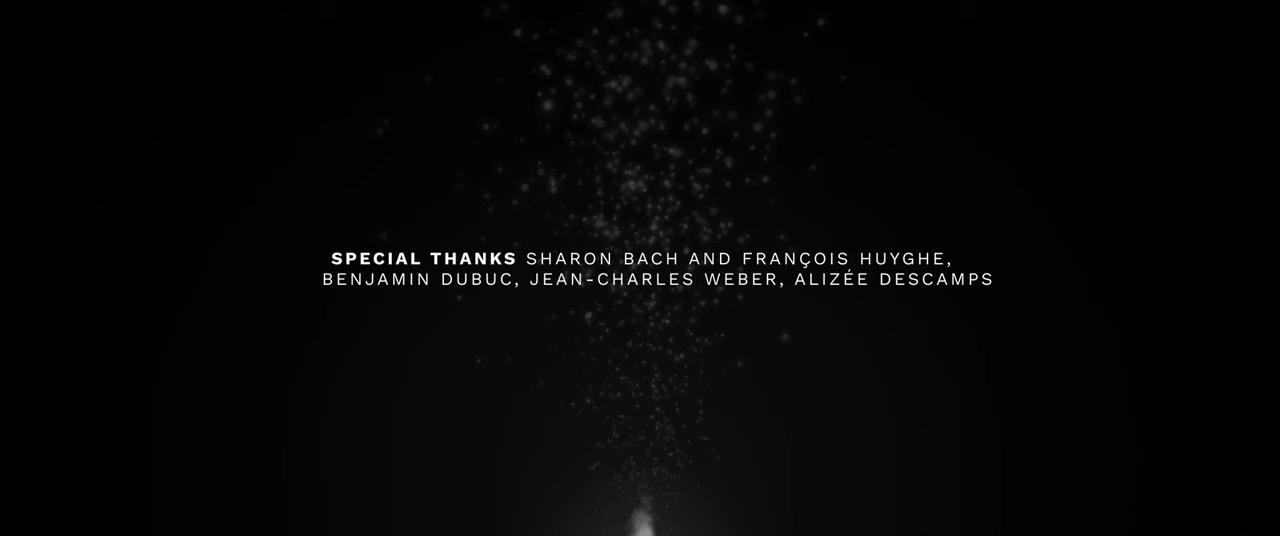 SPECIAL THANKS SHARON BACH AND FRANÇOIS HUYGHE,
BENJAMIN DUBUC, JEAN-CHARLES WEBER, ALIZÉE DESCAMPS